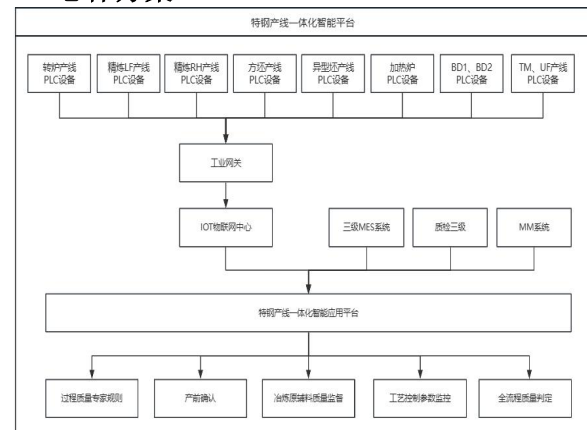 特钢产线一体化智能平台
转炉产线
PLC设备
精炼LF产线
PLC设备
精炼RH产线
PLC设备
方坯产线
PLC设备
异型坯产线
PLC设备
加热炉
PLC设备
BD1、BD2
PLC设备
TM、UF产线
PLC设备
工业网关
IOT物联网中心
三级MES系统
质检三级
MM系统
特钢产线一体化智能应用平台
过程质量专家规则
产前确认
冶炼原辅料质量监督
工艺控制参数监控
全流程质量判定